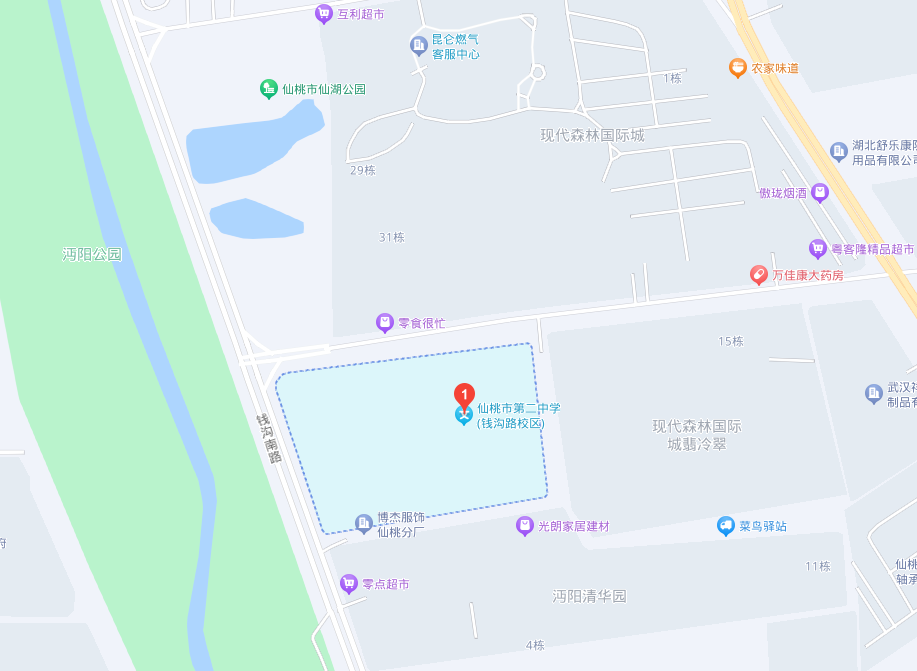 互利超市
昆仑燃气
客服中心
仙桃市仙湖公园
1栋
农家味道
现代森林国际城
湖北舒乐康防
用品有限公司
29栋
傲珑烟酒
31栋
沔阳公园
粤客隆精品超市
万佳康大药房
零食很忙
15栋
1
仙桃市第二中学
(钱沟路校区)
武汉祥
制品有
钱沟南路
现代森林国际
城翡冷翠
博杰服饰
仙桃分厂
光朗家居建材
菜鸟驿站
府
11栋
仙桃
轴承
零点超市
沔阳清华园
4栋